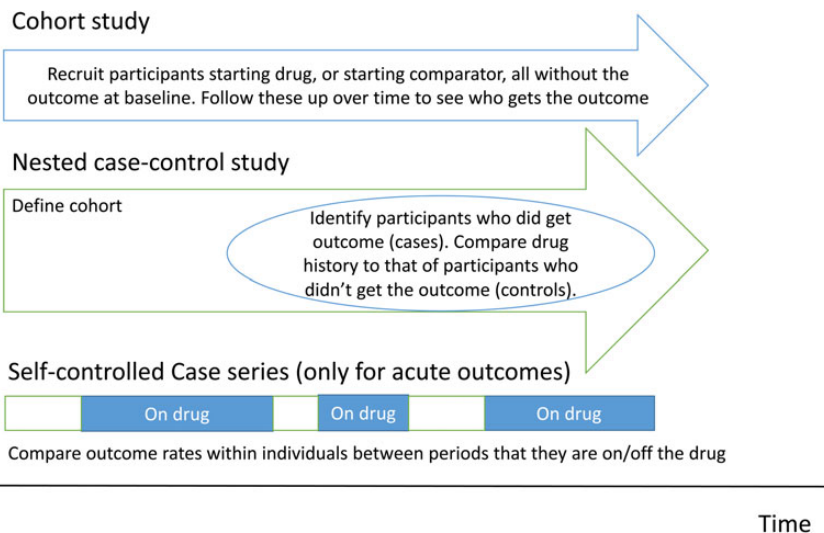 Cohort study
Recruit participants starting drug, or starting comparator, all without the
outcome at baseline. Follow these up over time to see who gets the outcome
Nested case-control study
Define cohort
Identify participants who did get
outcome (cases). Compare drug
history to that of participants who
didn't get the outcome (controls).
Self-controlled Case series (only for acute outcomes)
On drug
On drug
On drug
Compare outcome rates within individuals between periods that they are on/off the drug
Time